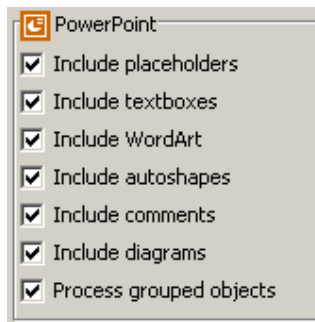 PowerPoint
Include placeholders
Include textboxes
Include WordArt
Include autoshapes
Include comments
Include diagrams
Process grouped objects